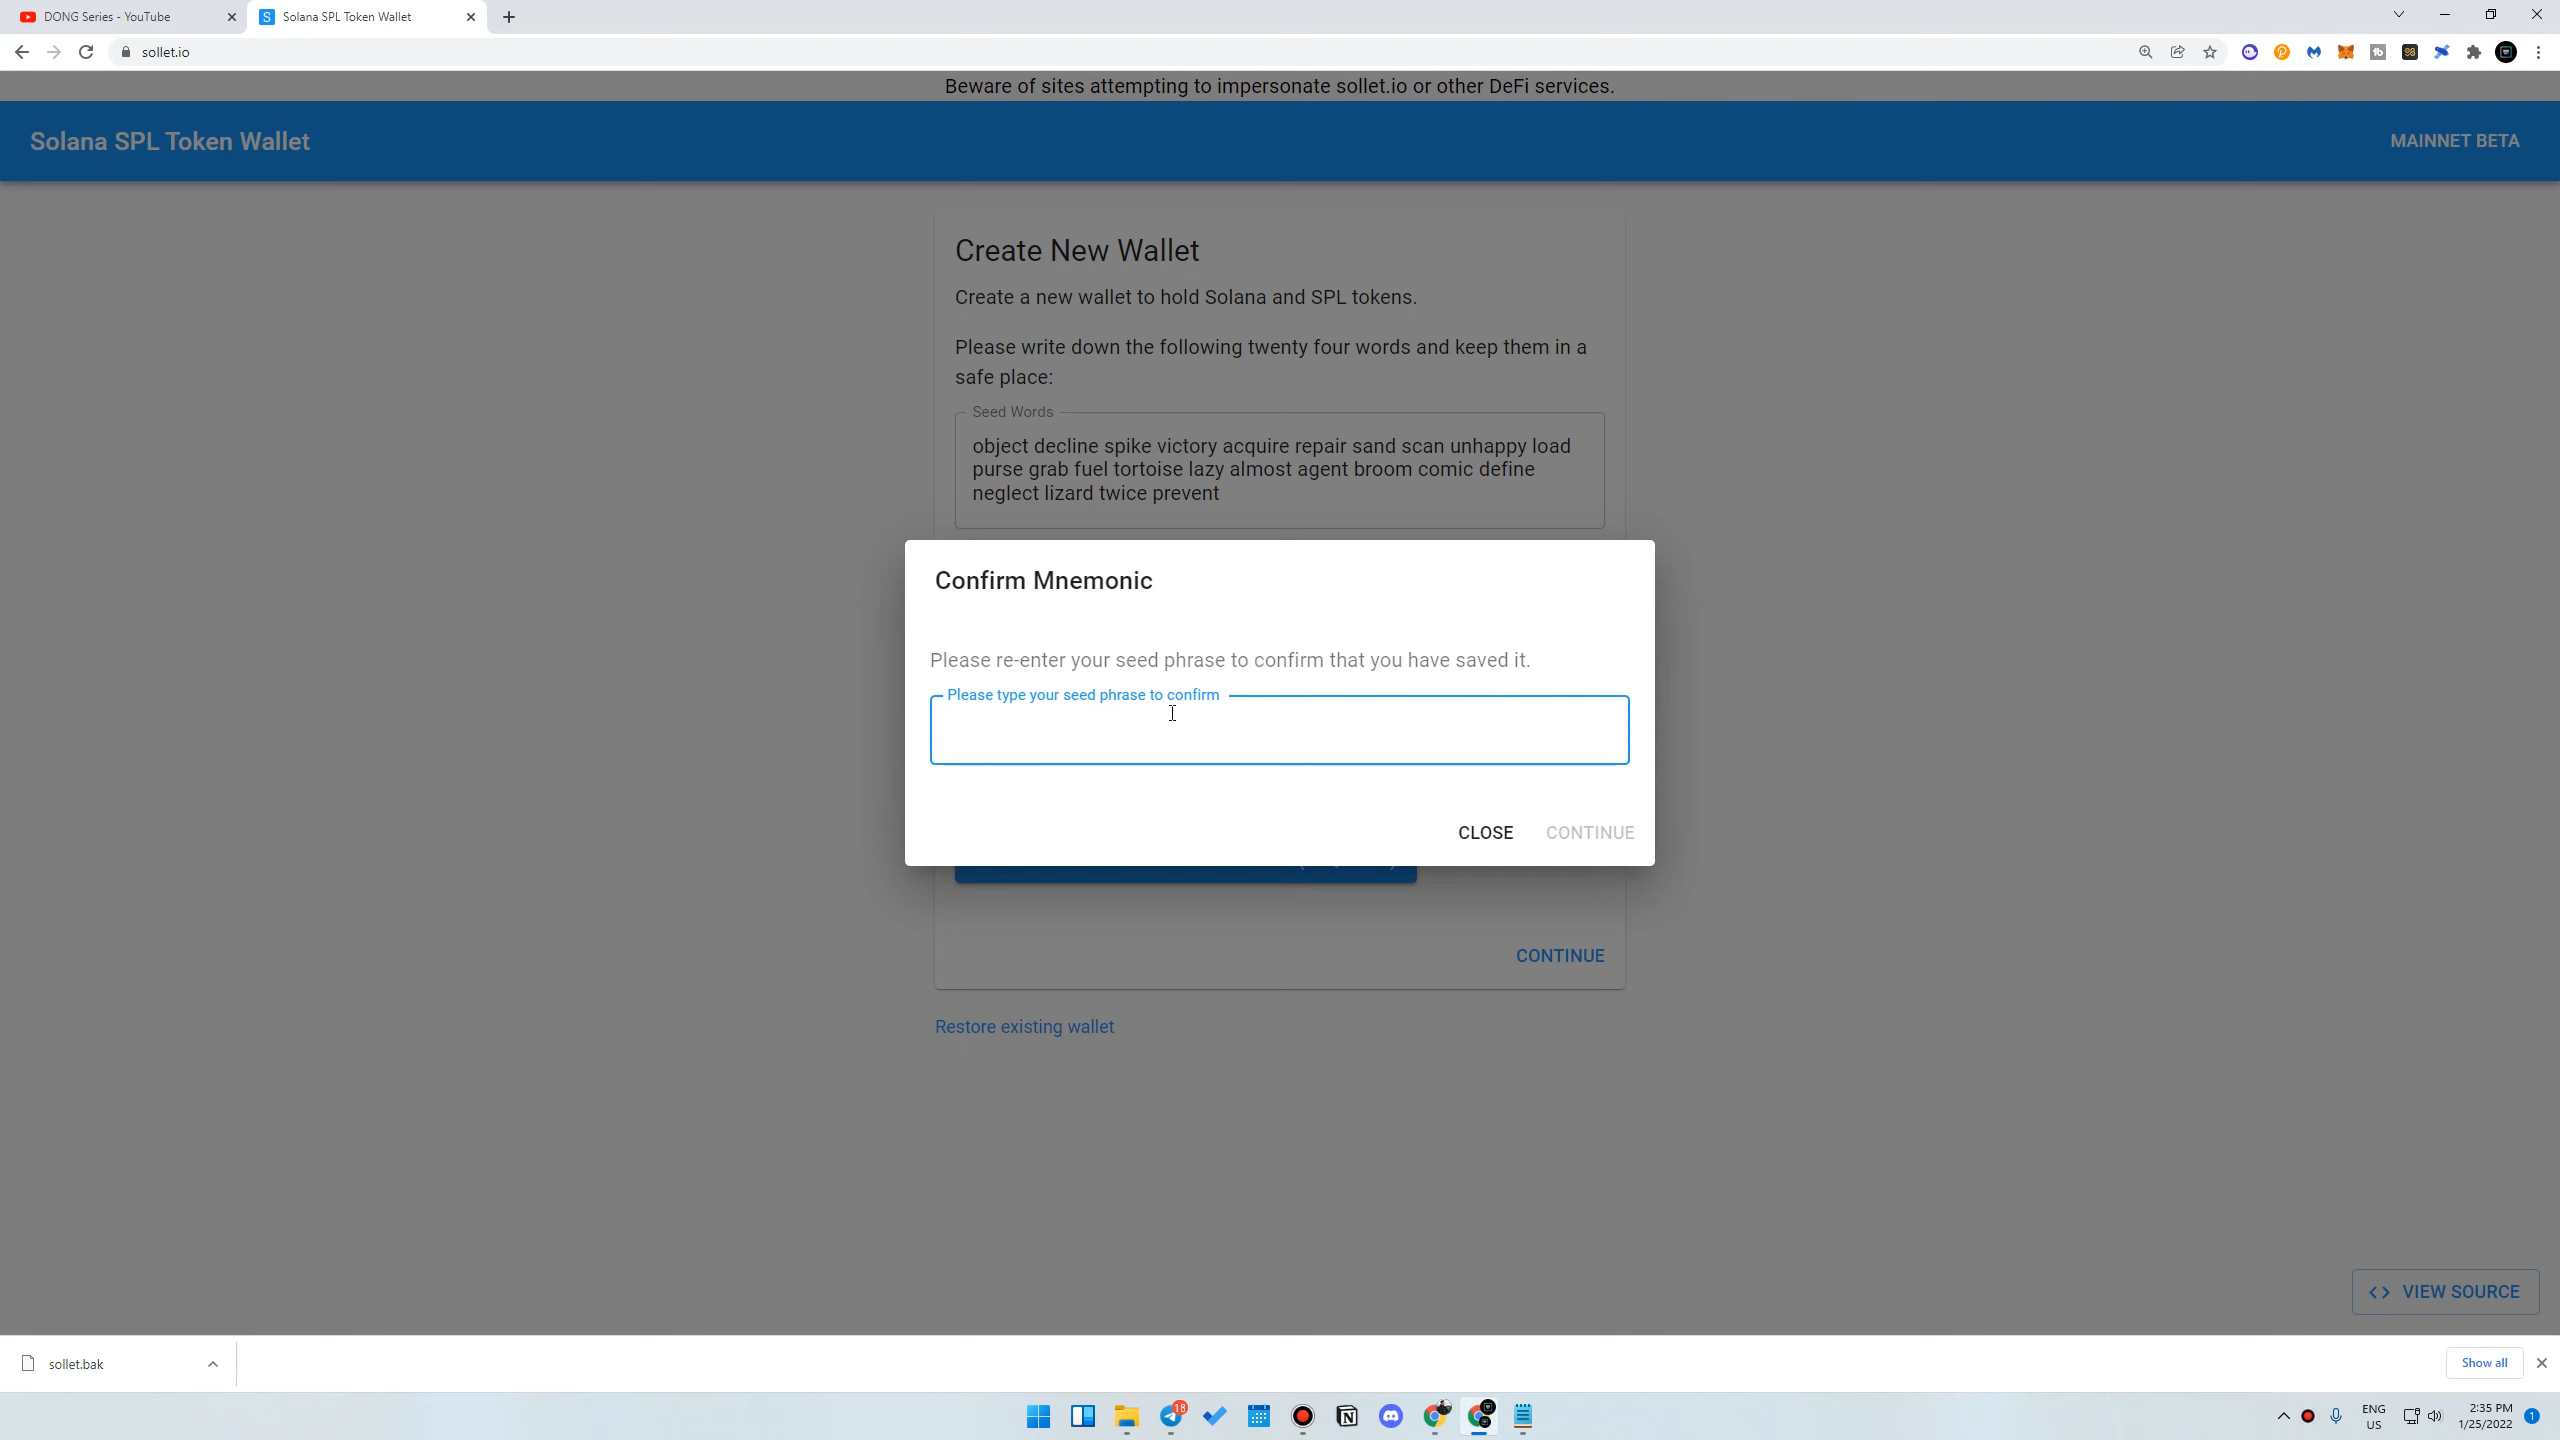 DONG Series - YouTube
Solana SPL Token Wallet
sollet.io
Beware of sites attempting to impersonate sollet.io or other DeFi services.
Solana SPL Token Wallet
MAINNET BETA
Create New Wallet
Create a new wallet to hold Solana and SPL tokens.
Please write down the following twenty four words and keep them in a
safe place:
Seed Words
object decline spike victory acquire repair sand scan unhappy load
purse grab fuel tortoise lazy almost agent broom comic define
neglect lizard twice prevent
Confirm Mnemonic
Please re-enter your seed phrase to confirm that you have saved it.
Please type your seed phrase to confirm
CLOSE
CONTINUE
CONTINUE
Restore existing wallet
<> VIEW SOURCE
sollet.bak
Show all
18
ENG
US
2:35 PM
1/25/2022
1